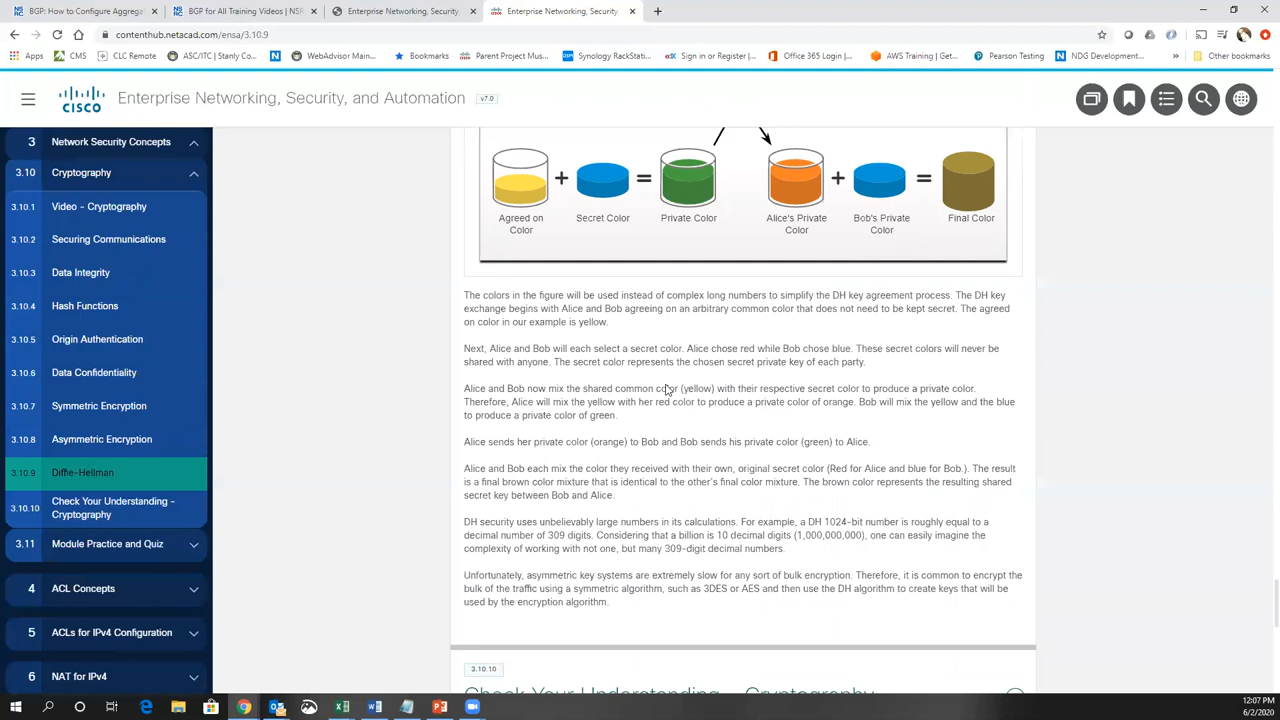 BGP: How to Configure Aggregat
BGP for All Training Videos | NSR
Enterprise Networking, Security,
Enterprise Networking, Security,
contenthub.netacad.com/ensa/3.10.9
Apps
CMS
CLC Remote
ASC/ITC | Stanly Co...
N
WebAdvisor Main...
Bookmarks
Parent Project Mus...
Synology RackStati...
Sign in or Register |...
Office 365 Login |...
AWS Training | Get...
Pearson Testing
NDG Development...
»
Other bookmarks
CISCO
Enterprise Networking, Security, and Automation
v7.0
3 Network Security Concepts
3.10 Cryptography
3.10.1 Video - Cryptography
3.10.2 Securing Communications
3.10.3 Data Integrity
3.10.4 Hash Functions
3.10.5 Origin Authentication
3.10.6 Data Confidentiality
3.10.7 Symmetric Encryption
3.10.8 Asymmetric Encryption
3.10.9 Diffie-Hellman
3.10.10 Check Your Understanding -
Cryptography
3.11 Module Practice and Quiz
4 ACL Concepts
5 ACLs for IPv4 Configuration
6 NAT for IPv4
+ = + =
Agreed on
Color
Secret Color
Private Color
Alice's Private
Color
Bob's Private
Color
Final Color
The colors in the figure will be used instead of complex long numbers to simplify the DH key agreement process. The DH key
exchange begins with Alice and Bob agreeing on an arbitrary common color that does not need to be kept secret. The agreed
on color in our example is yellow.
Next, Alice and Bob will each select a secret color. Alice chose red while Bob chose blue. These secret colors will never be
shared with anyone. The secret color represents the chosen secret private key of each party.
Alice and Bob now mix the shared common color (yellow) with their respective secret color to produce a private color.
Therefore, Alice will mix the yellow with her red color to produce a private color of orange. Bob will mix the yellow and the blue
to produce a private color of green.
Alice sends her private color (orange) to Bob and Bob sends his private color (green) to Alice.
Alice and Bob each mix the color they received with their own, original secret color (Red for Alice and blue for Bob.). The result
is a final brown color mixture that is identical to the other's final color mixture. The brown color represents the resulting shared
secret key between Bob and Alice.
DH security uses unbelievably large numbers in its calculations. For example, a DH 1024-bit number is roughly equal to a
decimal number of 309 digits. Considering that a billion is 10 decimal digits (1,000,000,000), one can easily imagine the
complexity of working with not one, but many 309-digit decimal numbers.
Unfortunately, asymmetric key systems are extremely slow for any sort of bulk encryption. Therefore, it is common to encrypt the
bulk of the traffic using a symmetric algorithm, such as 3DES or AES and then use the DH algorithm to create keys that will be
used by the encryption algorithm.
3.10.10
Check Your Understanding - Cryptography
12:07 PM
6/2/2020